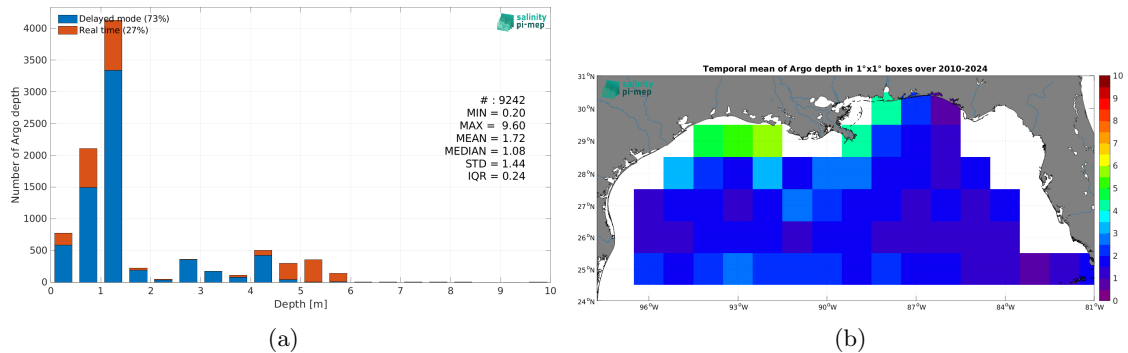 Delayed mode (73%)
Real time (27%)
salinity
pi-mep
# : 9242
MIN = 0.20
MAX = 9.60
MEAN = 1.72
MEDIAN = 1.08
STD = 1.44
IQR = 0.24
Number of Argo depth
4000
3500
3000
2500
2000
1500
1000
500
0
0 1 2 3 4 5 6 7 8 9 10
Depth [m]
(a)
Temporal mean of Argo depth in 1°x1° boxes over 2010-2024
salinity
pi-mep
31°N
30°N
29°N
28°N
27°N
26°N
25°N
24°N
96°W 93°W 90°W 87°W 84°W 81°W
10
9
8
7
6
5
4
3
2
1
0
(b)